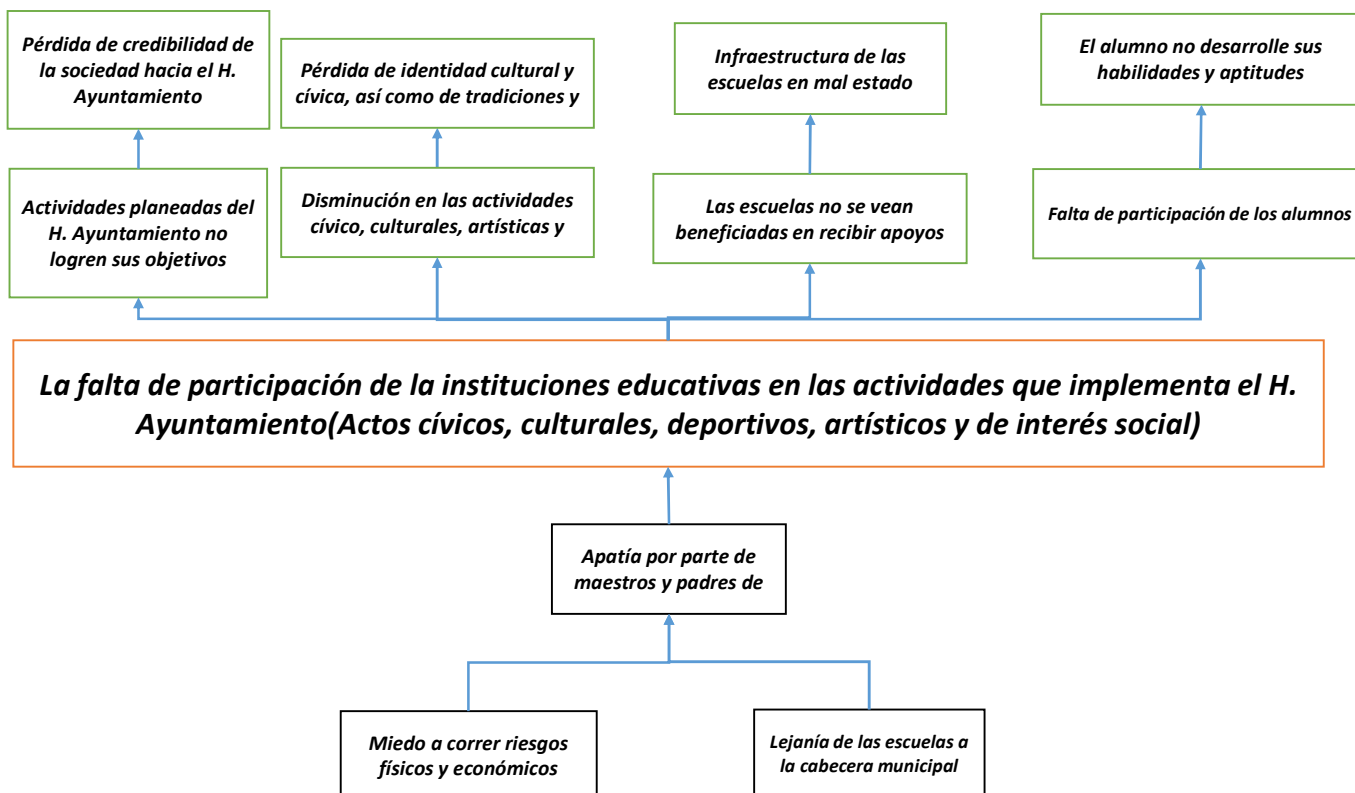 Pérdida de credibilidad de
la sociedad hacia el H.
Ayuntamiento
Pérdida de identidad cultural y
cívica, así como de tradiciones y
Infraestructura de las
escuelas en mal estado
El alumno no desarrolle sus
habilidades y aptitudes
Actividades planeadas del
H. Ayuntamiento no
logren sus objetivos
Disminución en las actividades
cívico, culturales, artísticas y
Las escuelas no se vean
beneficiadas en recibir apoyos
Falta de participación de los alumnos
La falta de participación de la instituciones educativas en las actividades que implementa el H.
Ayuntamiento(Actos cívicos, culturales, deportivos, artísticos y de interés social)
Apatía por parte de
maestros y padres de
Miedo a correr riesgos
físicos y económicos
Lejanía de las escuelas a
la cabecera municipal